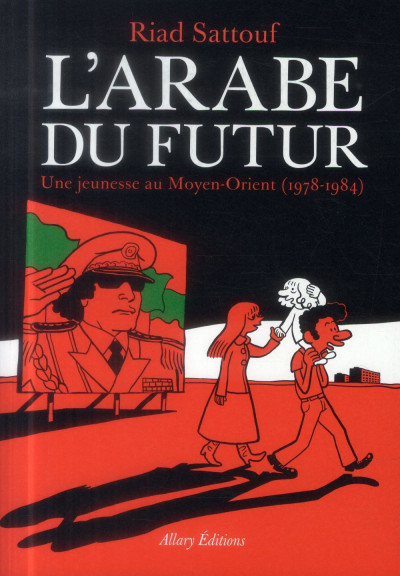 Riad Sattouf
L'ARABE
DU FUTUR
Une jeunesse au Moyen-Orient (1978-1984)
Allary Éditions